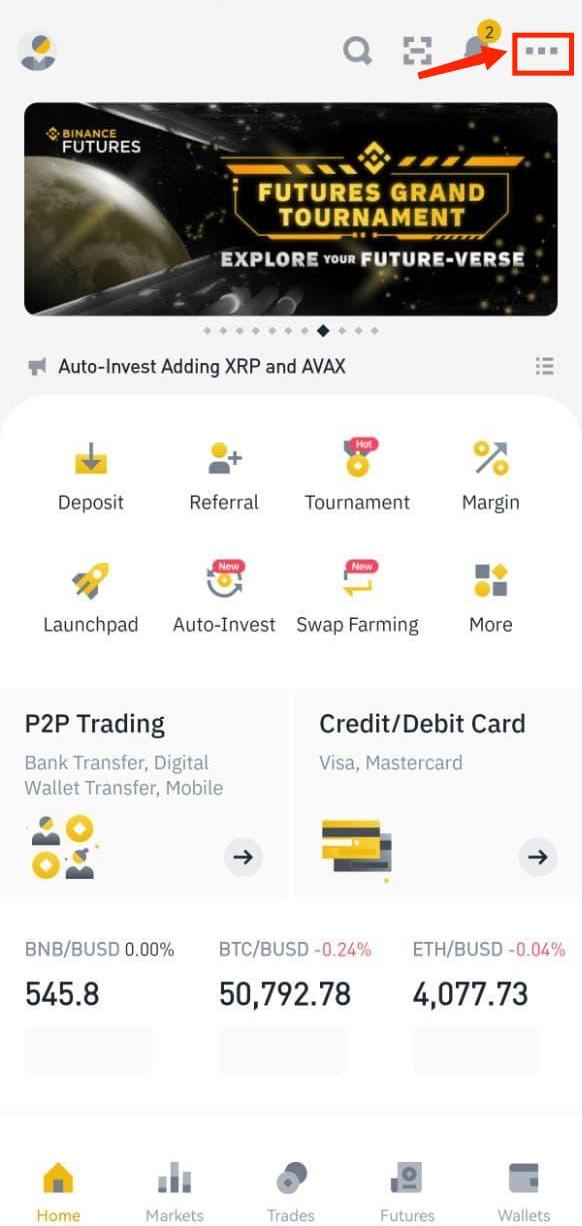 2
BINANCE
FUTURES
FUTURES GRAND
TOURNAMENT
EXPLORE YOUR FUTURE-VERSE
Auto-Invest Adding XRP and AVAX
Hot
Deposit Referral Tournament Margin
New New
Launchpad Auto-Invest Swap Farming More
P2P Trading
Bank Transfer, Digital
Wallet Transfer, Mobile
Credit/Debit Card
Visa, Mastercard
BNB/BUSD 0.00% BTC/BUSD -0.24% ETH/BUSD -0.04%
545.8 50,792.78 4,077.73
Home Markets Trades Futures Wallets